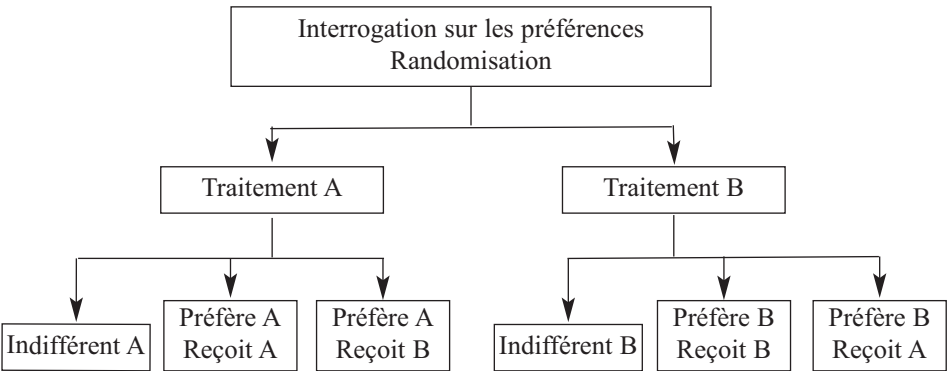 Interrogation sur les préférences
Randomisation
Traitement A
Traitement B
Indifférent A
Préfère A
Reçoit A
Préfère A
Reçoit B
Indifférent B
Préfère B
Reçoit B
Préfère B
Reçoit A